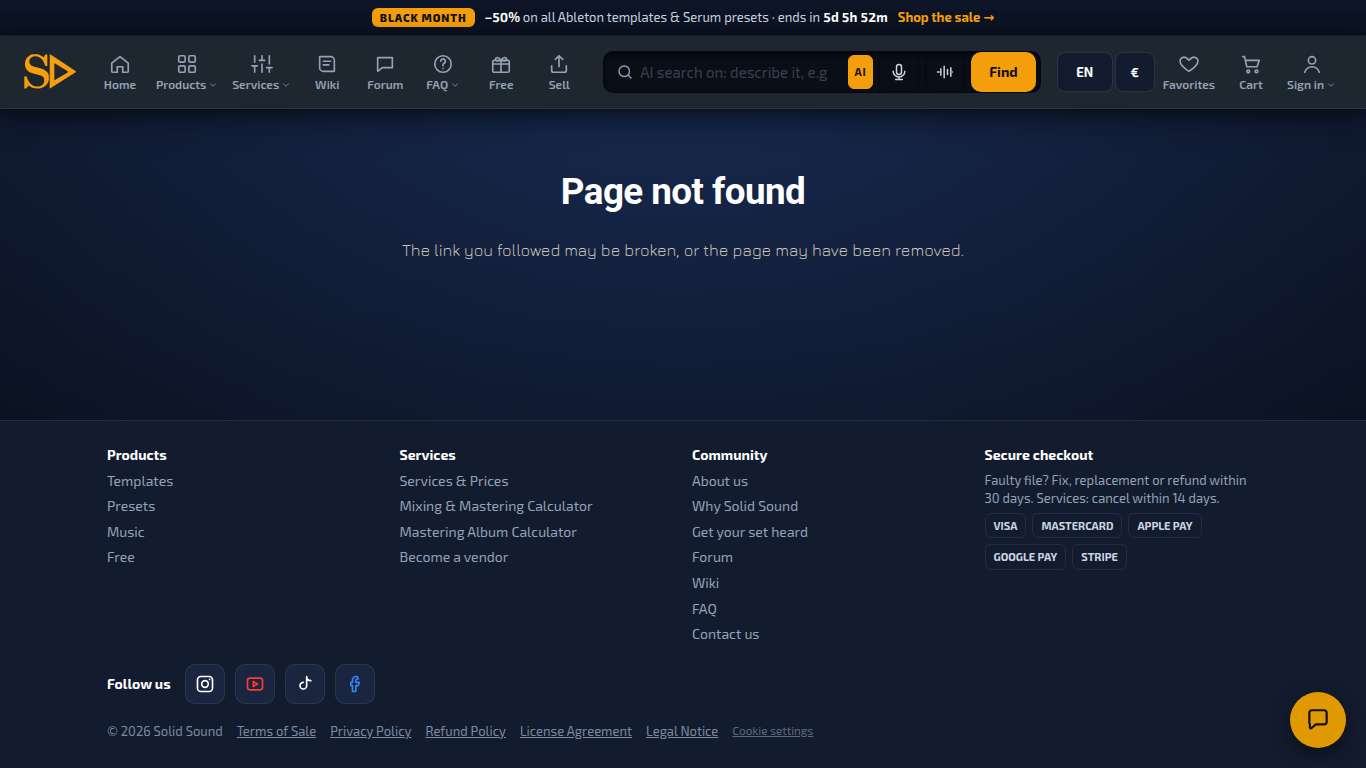 BLACK MONTH −50% on all Ableton templates & Serum presets · ends in 5d 5h 52m Shop the sale →
SD
Home
Products
Services
Wiki
Forum
FAQ
Free
Sell
AI search on: describe it, e.g
AI
Find
EN
€
Favorites
Cart
Sign in
Page not found
The link you followed may be broken, or the page may have been removed.
Products
Templates
Presets
Music
Free
Services
Services & Prices
Mixing & Mastering Calculator
Mastering Album Calculator
Become a vendor
Community
About us
Why Solid Sound
Get your set heard
Forum
Wiki
FAQ
Contact us
Secure checkout
Faulty file? Fix, replacement or refund within
30 days. Services: cancel within 14 days.
VISA MASTERCARD APPLE PAY
GOOGLE PAY STRIPE
Follow us
© 2026 Solid Sound Terms of Sale Privacy Policy Refund Policy License Agreement Legal Notice Cookie settings